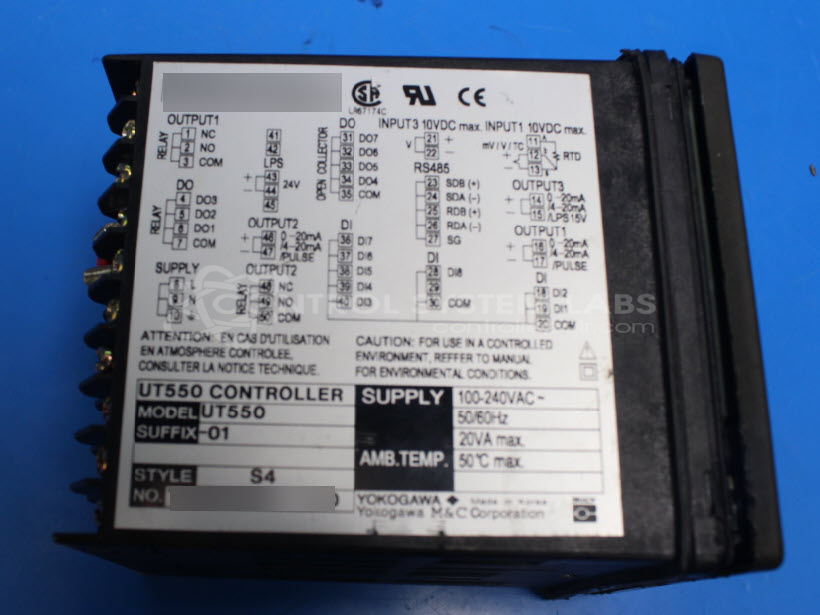 LR67174C
OUTPUT1
RELAY
1 NC
2 NO
3 COM
41
42
LPS
+ 43
- 44 24V
45
DO
OPEN COLLECTOR
31 DO7
32 DO6
33 DO5
34 DO4
35 COM
INPUT3 10VDC max. INPUT1 10VDC max.
V 21 +
22 -
mV/V/TC
11
12
13
RTD
RS485
23 SDB (+)
24 SDA (-)
25 RDB (+)
26 RDA (-)
27 SG
OUTPUT3
+ 14 0-20mA
/4-20mA
- 15 /LPS15V
DO
RELAY
4 DO3
5 DO2
6 DO1
7 COM
OUTPUT2
+ 46 0-20mA
/4-20mA
- 47 /PULSE
DI
36 DI7
37 DI6
38 DI5
39 DI4
40 DI3
OUTPUT1
+ 16 0-20mA
/4-20mA
- 17 /PULSE
SUPPLY
8 L
9 N
10
OUTPUT2
RELAY
48 NC
49 NO
50 COM
DI
28 DI8
29
30 COM
DI
18 DI2
19 DI1
20 COM
CONTROL SYSTEM LABS
ATTENTION: EN CAS D'UTILISATION
EN ATMOSPHERE CONTROLEE,
CONSULTER LA NOTICE TECHNIQUE.
CAUTION: FOR USE IN A CONTROLLED
ENVIRONMENT, REFFER TO MANUAL
FOR ENVIRONMENTAL CONDITIONS.
UT550 CONTROLLER
MODEL UT550
SUFFIX -01
STYLE S4
NO.
SUPPLY 100-240VAC~
50/60Hz
20VA max.
AMB.TEMP. 50°C max.
YOKOGAWA Made in Korea
Yokogawa M&C Corporation